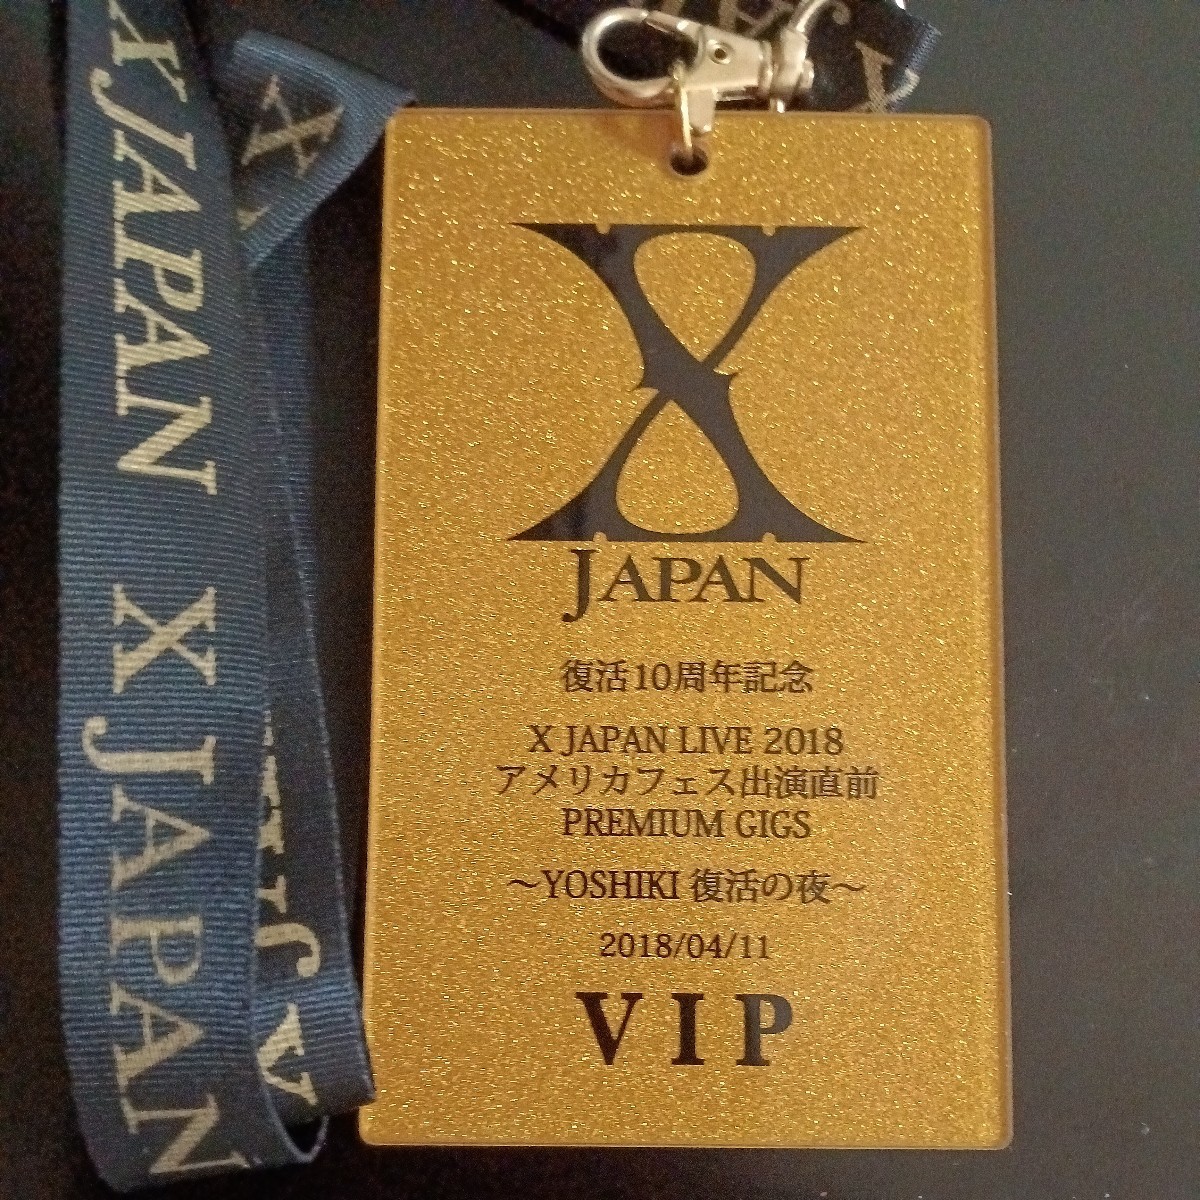 X JAPAN
X JAPAN
X
X
JAPAN
復活10周年記念
X JAPAN LIVE 2018
アメリカフェス出演直前
PREMIUM GIGS
～YOSHIKI 復活の夜～
2018/04/11
VIP